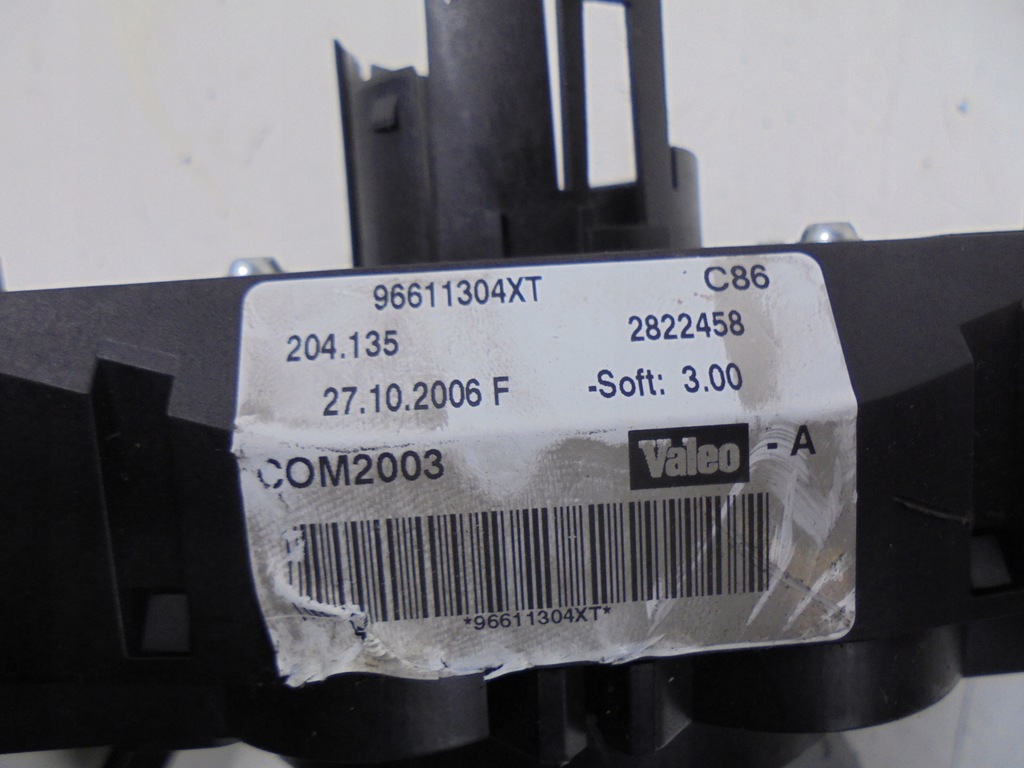 96611304XT C86
204.135 2822458
27.10.2006 F -Soft: 3.00
COM2003 Valeo - A
*96611304XT*